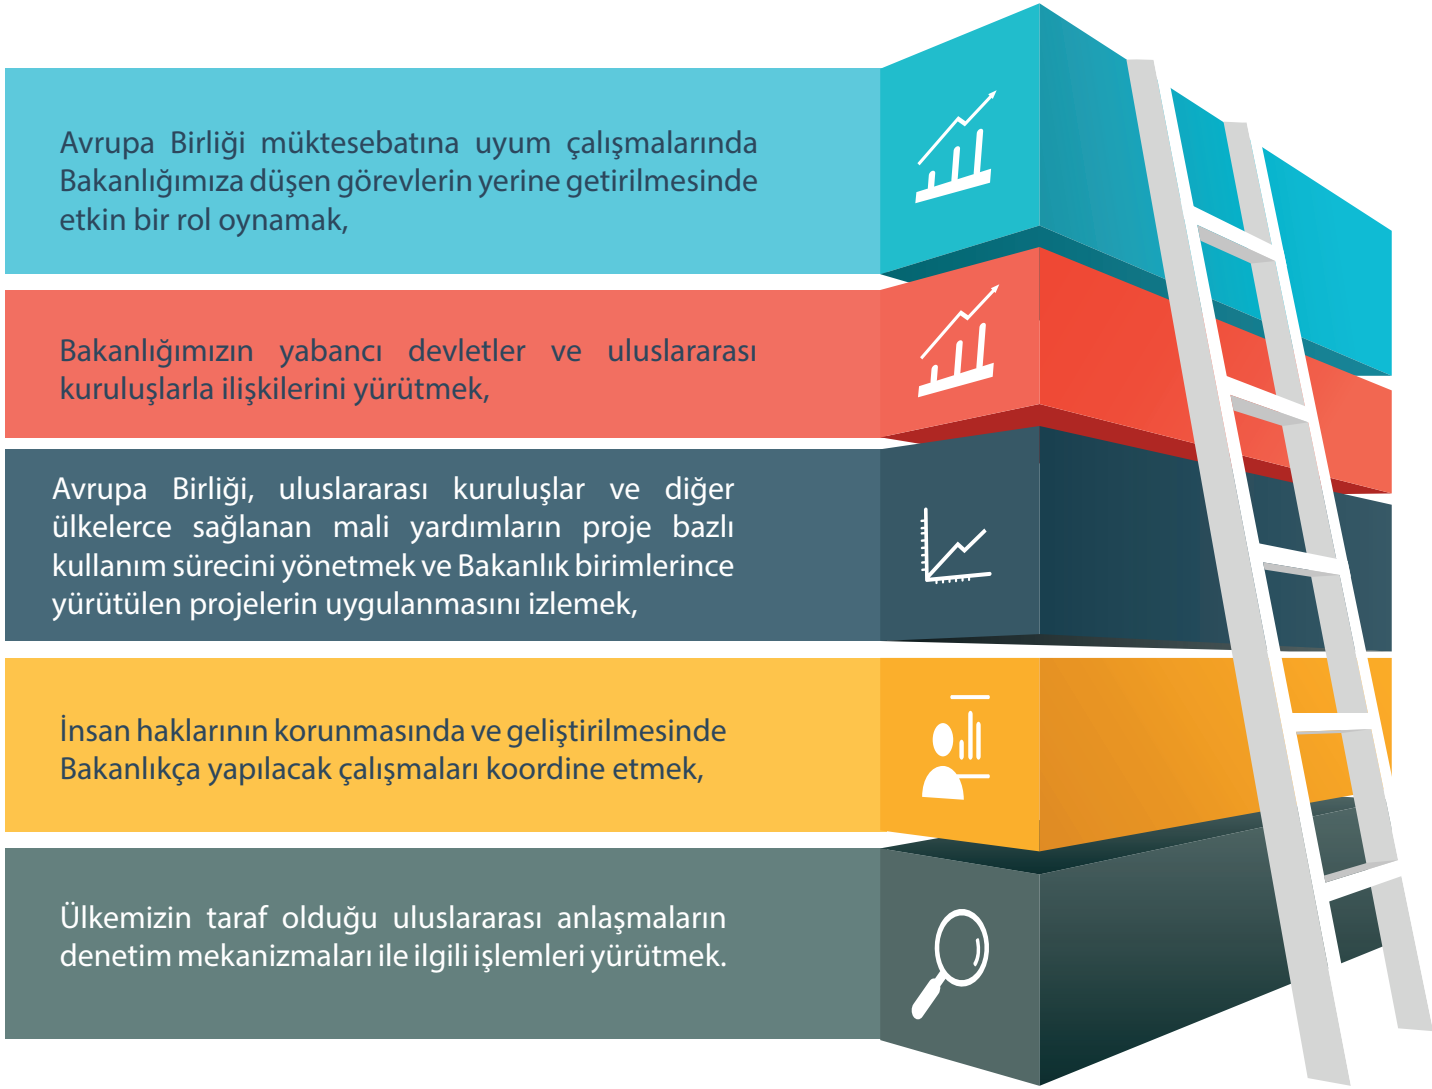 Avrupa Birliği müktesebatına uyum çalışmalarında
Bakanlığımıza düşen görevlerin yerine getirilmesinde
etkin bir rol oynamak,
Bakanlığımızın yabancı devletler ve uluslararası
kuruluşlarla ilişkilerini yürütmek,
Avrupa Birliği, uluslararası kuruluşlar ve diğer
ülkelerce sağlanan mali yardımların proje bazlı
kullanım sürecini yönetmek ve Bakanlık birimlerince
yürütülen projelerin uygulanmasını izlemek,
İnsan haklarının korunmasında ve geliştirilmesinde
Bakanlıkça yapılacak çalışmaları koordine etmek,
Ülkemizin taraf olduğu uluslararası anlaşmaların
denetim mekanizmaları ile ilgili işlemleri yürütmek.